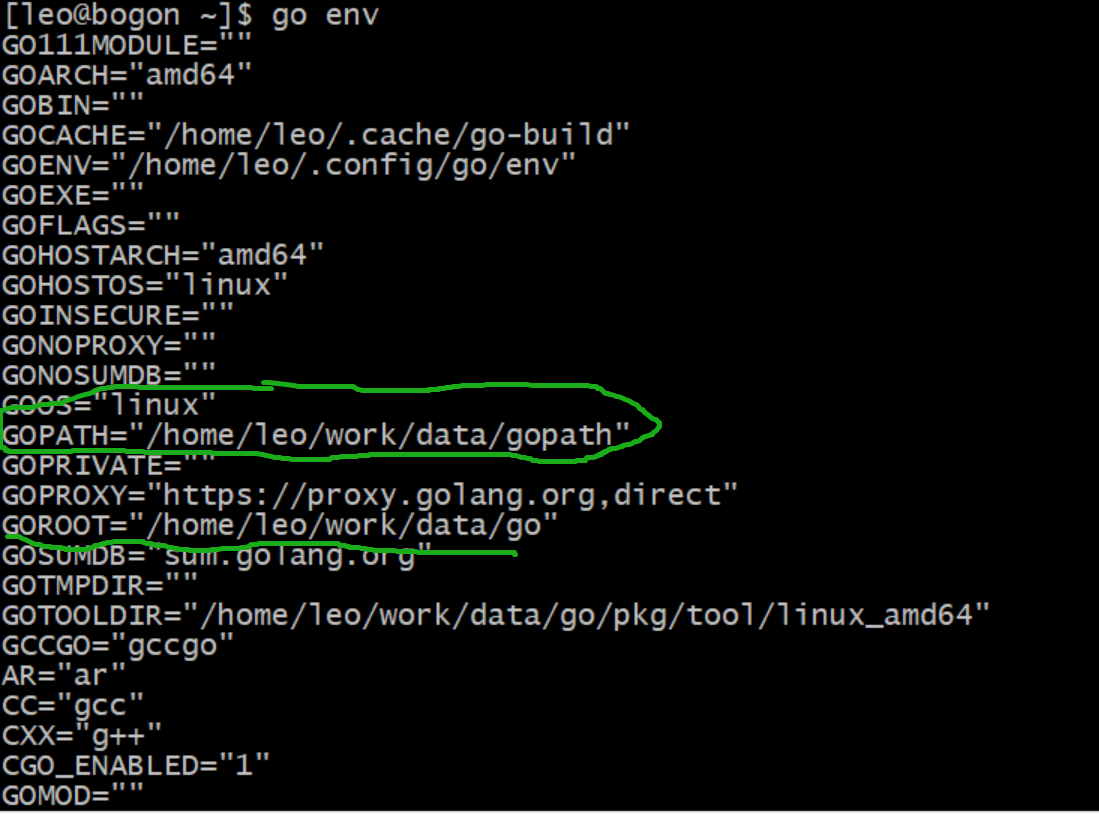 [leo@bogon ~]$ go env
GO111MODULE=""
GOARCH="amd64"
GOBIN=""
GOCACHE="/home/leo/.cache/go-build"
GOENV="/home/leo/.config/go/env"
GOEXE=""
GOFLAGS=""
GOHOSTARCH="amd64"
GOHOSTOS="linux"
GOINSECURE=""
GONOPROXY=""
GONOSUMDB=""
GOOS="linux"
GOPATH="/home/leo/work/data/gopath"
GOPRIVATE=""
GOPROXY="https://proxy.golang.org,direct"
GOROOT="/home/leo/work/data/go"
GOSUMDB="sum.golang.org"
GOTMPDIR=""
GOTOOLDIR="/home/leo/work/data/go/pkg/tool/linux_amd64"
GCCGO="gccgo"
AR="ar"
CC="gcc"
CXX="g++"
CGO_ENABLED="1"
GOMOD=""